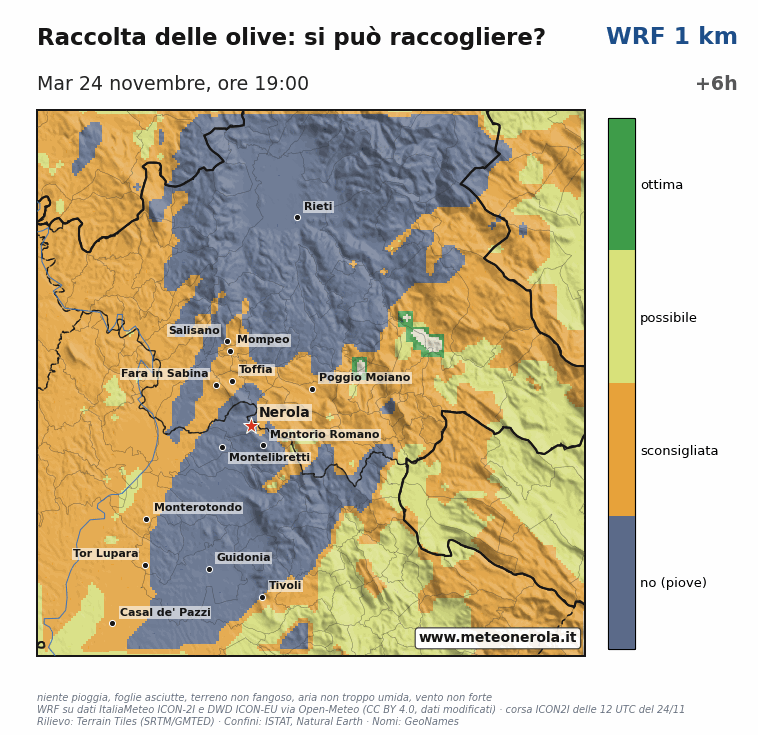 Raccolta delle olive: si può raccogliere?
WRF 1 km
Mar 24 novembre, ore 19:00
+6h
Rieti
Salisano
Mompeo
Toffia
Fara in Sabina
Poggio Moiano
Nerola
Montorio Romano
Montelibretti
Monterotondo
Tor Lupara
Guidonia
Tivoli
Casal de' Pazzi
www.meteonerola.it
ottima
possibile
sconsigliata
no (piove)
niente pioggia, foglie asciutte, terreno non fangoso, aria non troppo umida, vento non forte
WRF su dati ItaliaMeteo ICON-2I e DWD ICON-EU via Open-Meteo (CC BY 4.0, dati modificati) · corsa ICON2I delle 12 UTC del 24/11
Rilievo: Terrain Tiles (SRTM/GMTED) · Confini: ISTAT, Natural Earth · Nomi: GeoNames